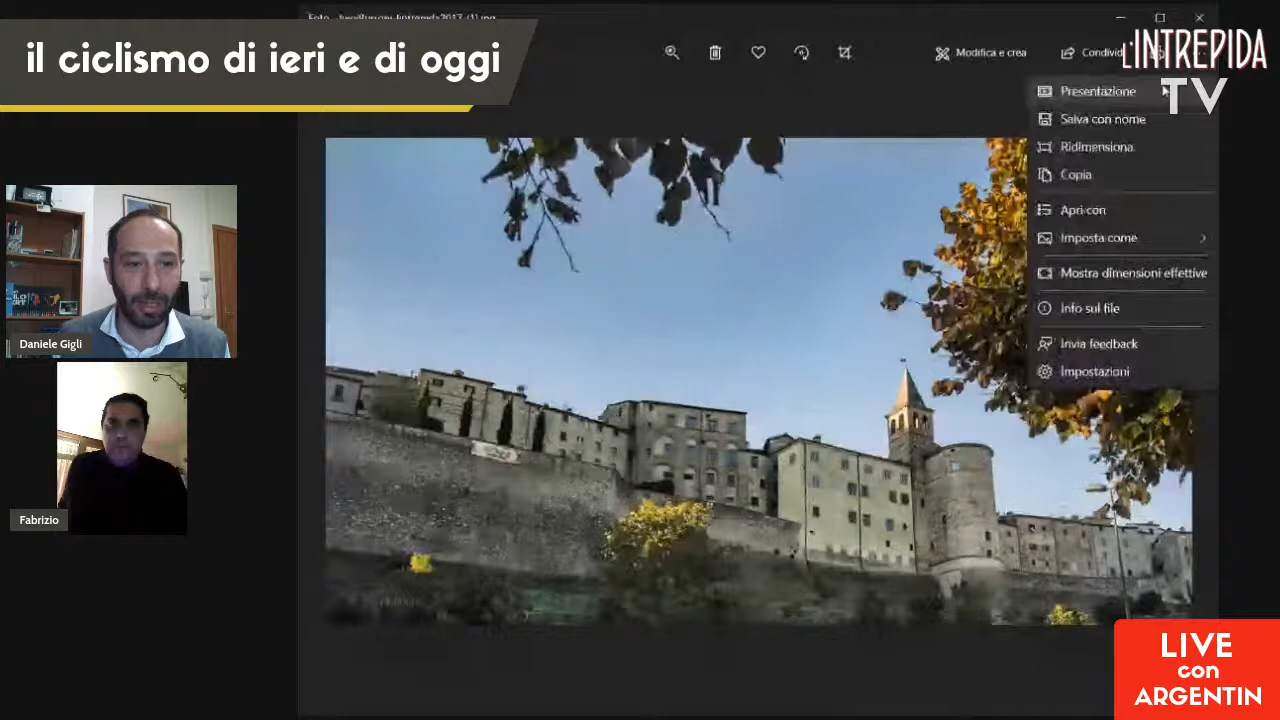 il ciclismo di ieri e di oggi
Modifica e crea
L'INTREPIDA
TV
Presentazione
Salva con nome
Ridimensiona
Copia
Apri con
Imposta come
Mostra dimensioni effettive
Info sul file
Invia feedback
Impostazioni
Daniele Gigli
Fabrizio
LIVE
con
ARGENTIN